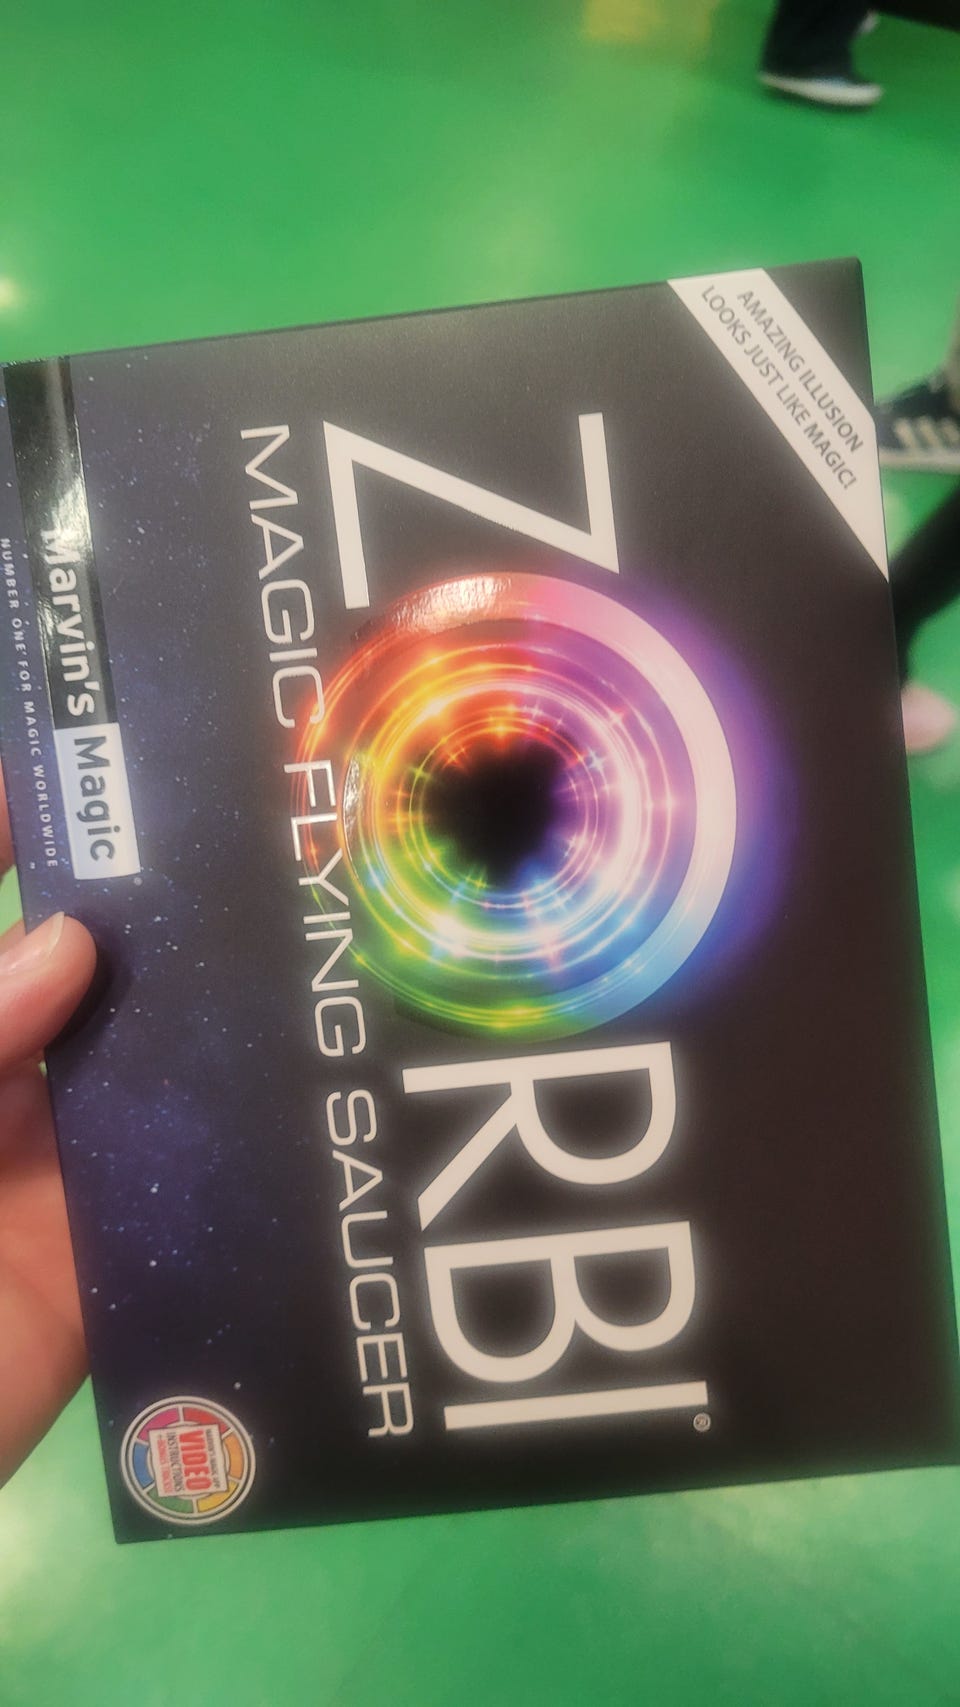 AMAZING ILLUSION
LOOKS JUST LIKE MAGIC!
ZORBI®
MAGIC FLYING SAUCER
Marvin's Magic®
NUMBER ONE FOR MAGIC WORLDWIDE
VIDEO
INSTRUCTIONS